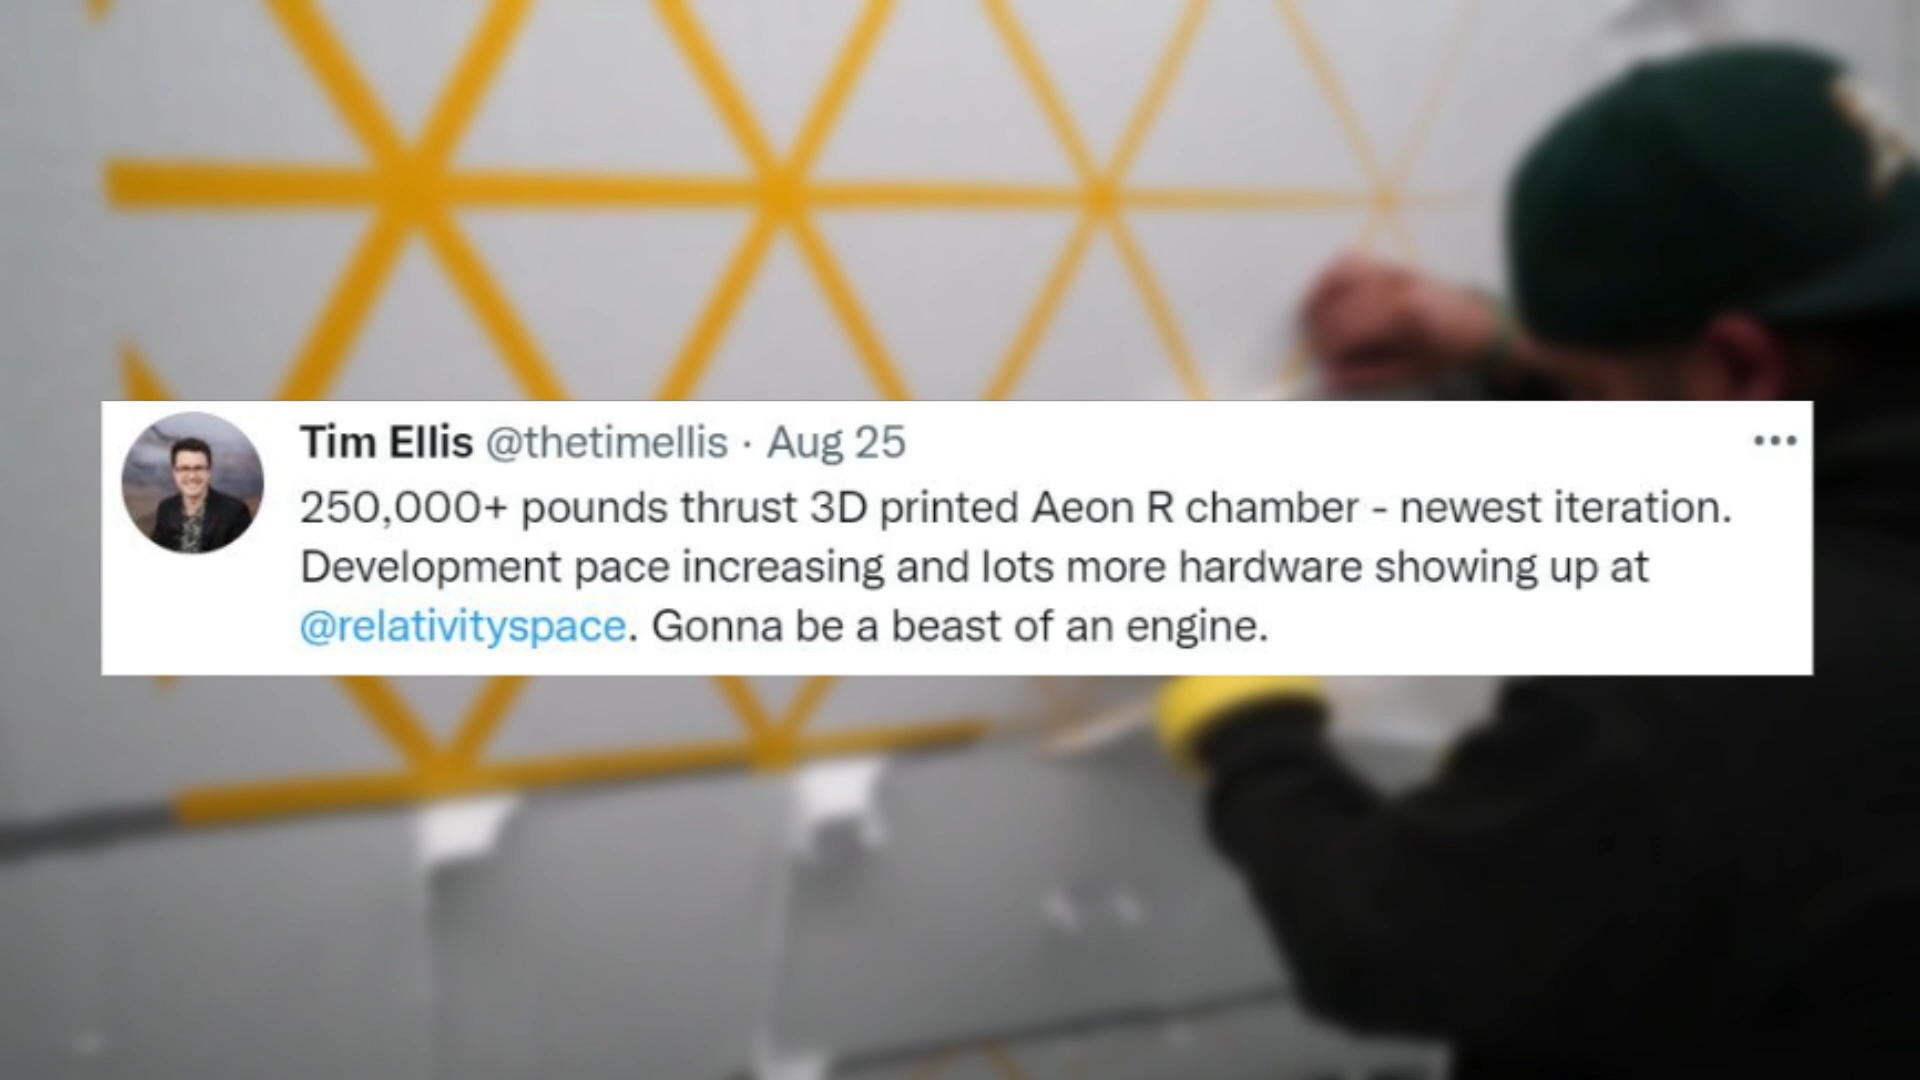 Tim Ellis @thetimellis · Aug 25
250,000+ pounds thrust 3D printed Aeon R chamber - newest iteration.
Development pace increasing and lots more hardware showing up at
@relativityspace. Gonna be a beast of an engine.